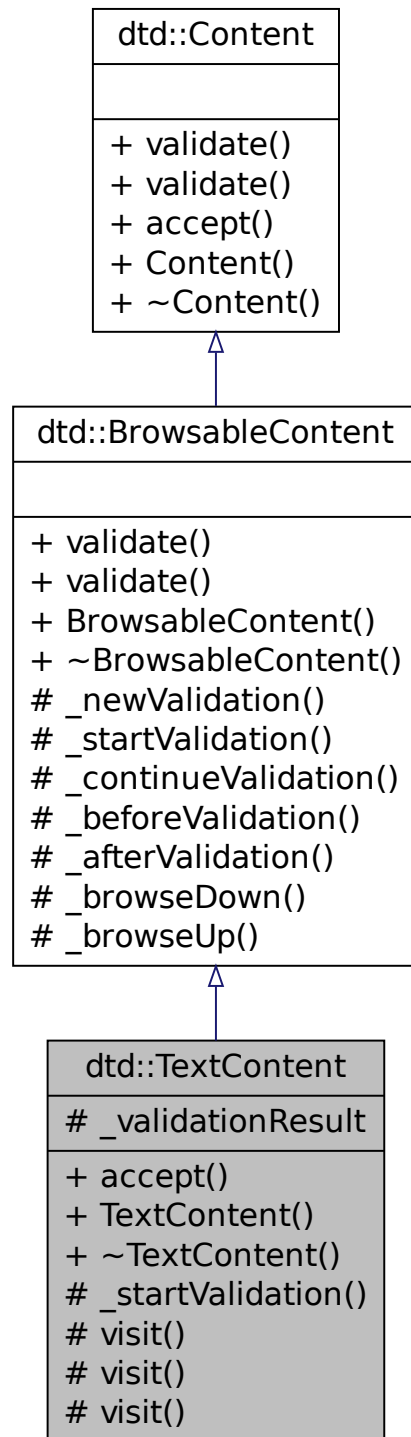 dtd::Content
+ validate()
+ validate()
+ accept()
+ Content()
+ ~Content()
dtd::BrowsableContent
+ validate()
+ validate()
+ BrowsableContent()
+ ~BrowsableContent()
# _newValidation()
# _startValidation()
# _continueValidation()
# _beforeValidation()
# _afterValidation()
# _browseDown()
# _browseUp()
dtd::TextContent
# _validationResult
+ accept()
+ TextContent()
+ ~TextContent()
# _startValidation()
# visit()
# visit()
# visit()